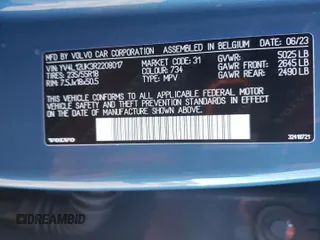 MFD BY VOLVO CAR CORPORATION ASSEMBLED IN BELGIUM 06/23
VIN: YV4L12UK3R2208017 MARKET CODE: 31 GVWR: 5025 LB
TIRES: 235/55R18 COLOUR: 734 GAWR FRT: 2645 LB
RIM: 7.5Jx18x50.5 TYPE: MPV GAWR RR: 2490 LB
THIS VEHICLE CONFORMS TO ALL APPLICABLE FEDERAL MOTOR
VEHICLE SAFETY AND THEFT PREVENTION STANDARDS IN EFFECT
ON THE DATE OF MANUFACTURE SHOWN ABOVE.
VOLVO 32418721
DREAMBID